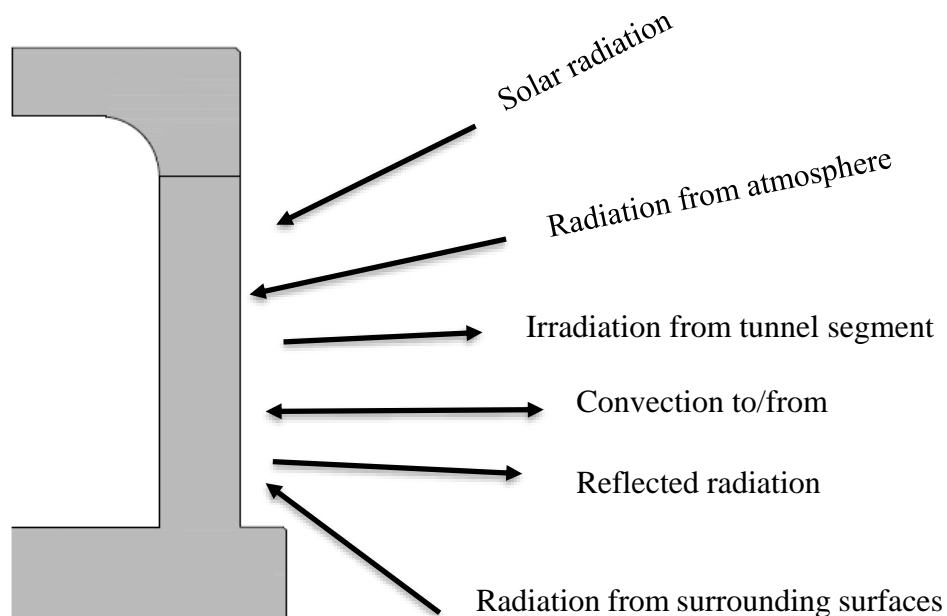 Solar radiation
Radiation from atmosphere
Irradiation from tunnel segment
Convection to/from
Reflected radiation
Radiation from surrounding surfaces